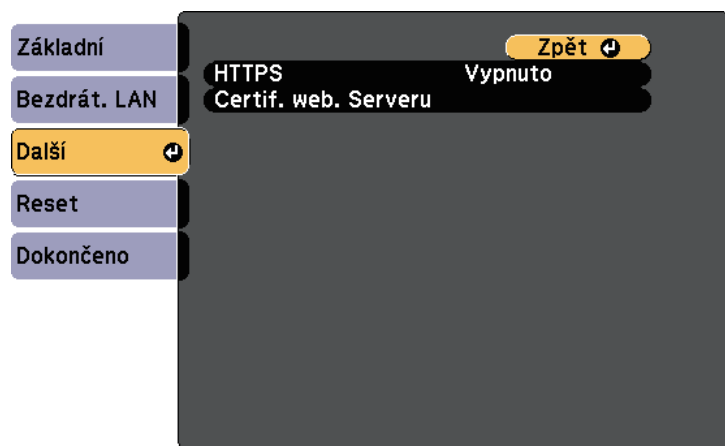 Základní
Bezdrát. LAN
Další
Reset
Dokončeno
Zpět
HTTPS Vypnuto
Certif. web. Serveru